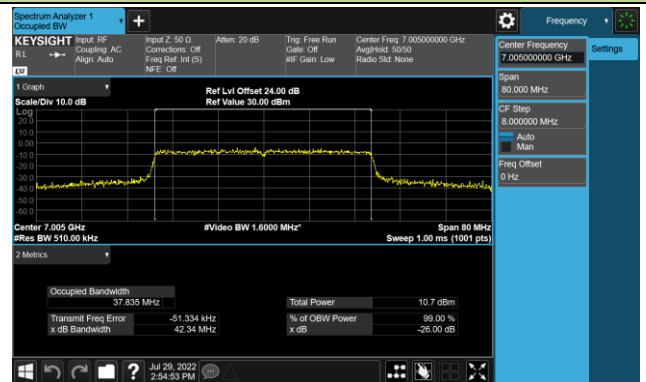 Spectrum Analyzer 1
Occupied BW
Frequency
KEYSIGHT
Input: RF
Input Z: 50 Ω
Atten: 20 dB
Trig: Free Run
Center Freq: 7.005000000 GHz
RL
Coupling: AC
Corrections: Off
Gate: Off
Avg|Hold: 50/50
Align: Auto
Freq Ref: Int (S)
#IF Gain: Low
Radio Std: None
NFE: Off
LXI
Center Frequency
7.005000000 GHz
Settings
Span
80.000 MHz
CF Step
8.000000 MHz
Auto
Man
Freq Offset
0 Hz
1 Graph
Ref Lvl Offset 24.00 dB
Scale/Div 10.0 dB
Ref Value 30.00 dBm
Log
20.0
10.0
0.00
-10.0
-20.0
-30.0
-40.0
-50.0
-60.0
Center 7.005 GHz
#Video BW 1.6000 MHz*
Span 80 MHz
#Res BW 510.00 kHz
Sweep 1.00 ms (1001 pts)
2 Metrics
Occupied Bandwidth
37.835 MHz
Total Power
10.7 dBm
Transmit Freq Error
-51.334 kHz
% of OBW Power
99.00 %
x dB Bandwidth
42.34 MHz
x dB
-26.00 dB
Jul 29, 2022
2:54:53 PM